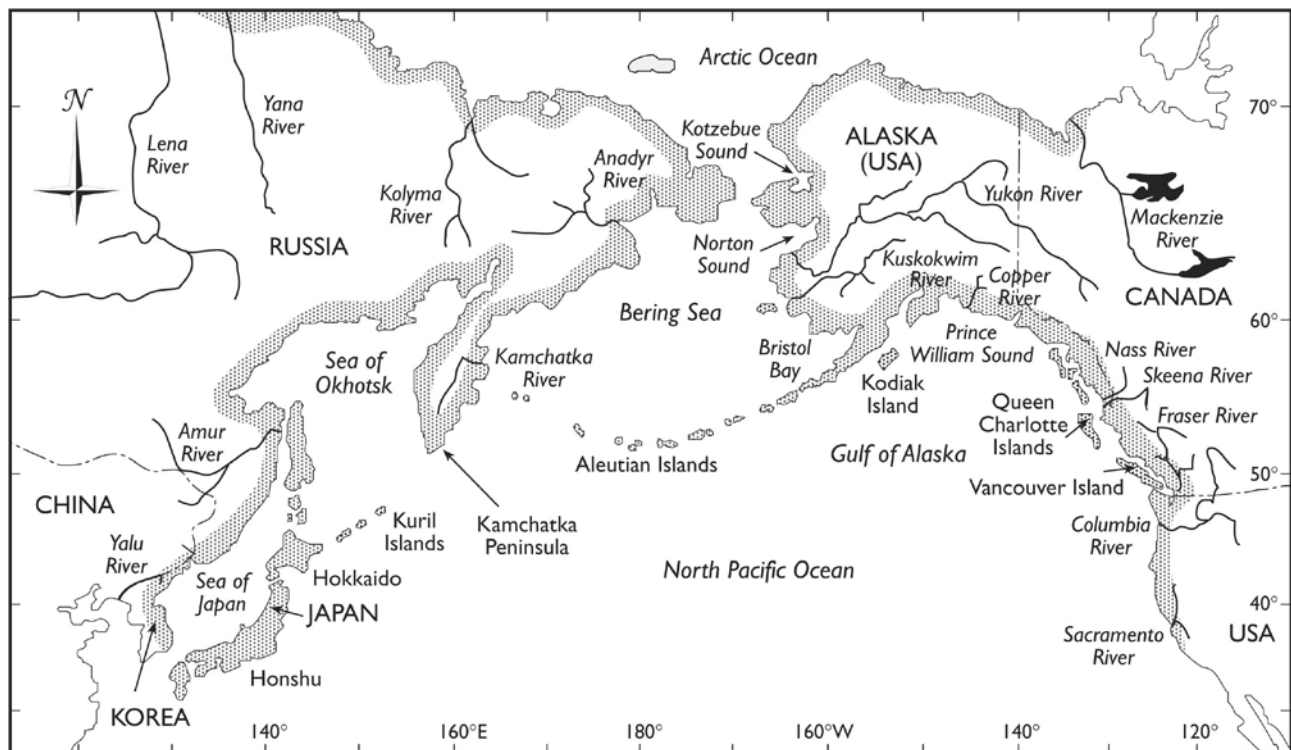 N
Arctic Ocean
Lena
River
Yana
River
Kolyma
River
Anadyr
River
Kotzebue
Sound
ALASKA
(USA)
70°
Yukon River
Mackenzie
River
RUSSIA
Norton
Sound
Kuskokwim
River
Copper
River
CANADA
Bering Sea
60°
Sea of
Okhotsk
Kamchatka
River
Bristol
Bay
Prince
William Sound
Kodiak
Island
Nass River
Skeena River
Queen
Charlotte
Islands
Fraser River
Amur
River
Aleutian Islands
Gulf of Alaska
50°
Vancouver Island
CHINA
Kuril
Islands
Kamchatka
Peninsula
Columbia
River
Yalu
River
Sea of
Japan
Hokkaido
North Pacific Ocean
JAPAN
40°
Sacramento
River
USA
Honshu
KOREA
140°
160°E
180°
160°W
140°
120°